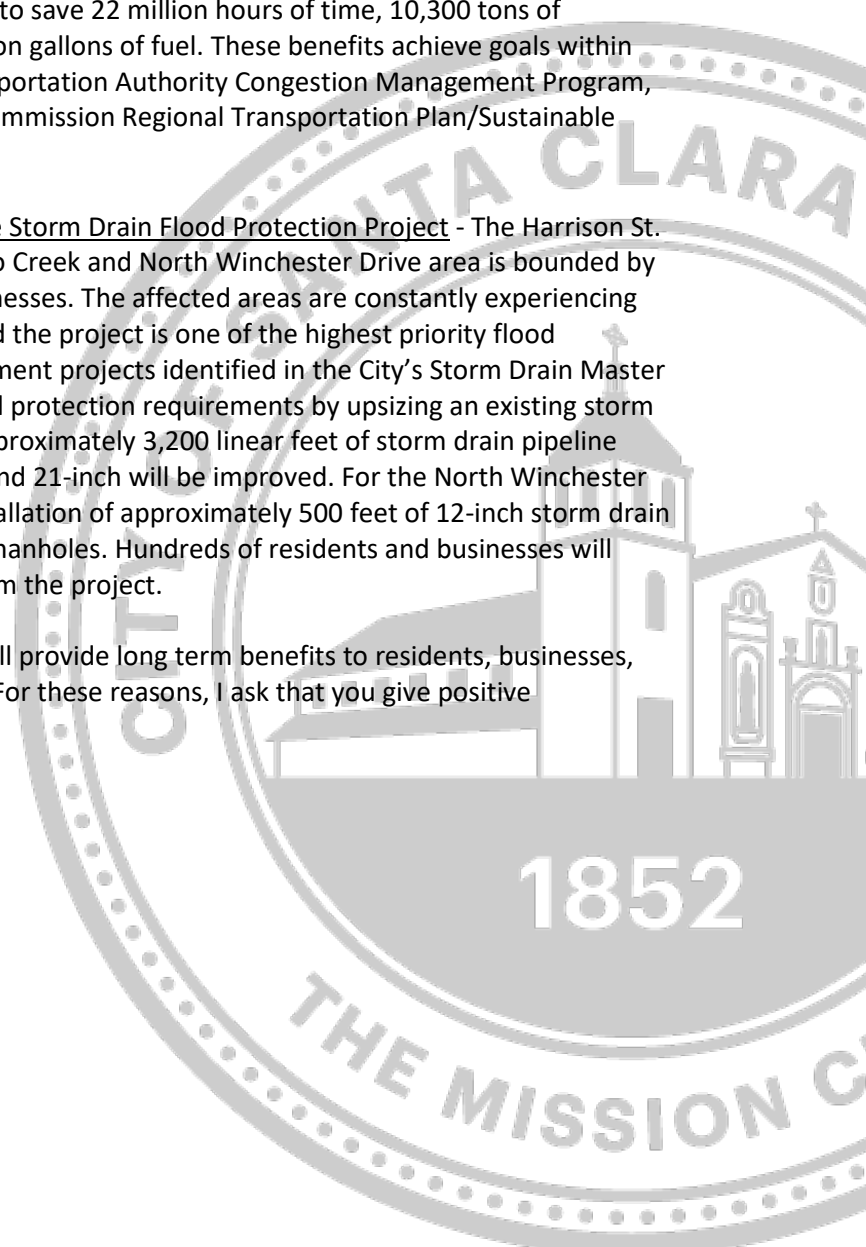 to save 22 million hours of time, 10,300 tons of
on gallons of fuel. These benefits achieve goals within
portation Authority Congestion Management Program,
mmission Regional Transportation Plan/Sustainable
e Storm Drain Flood Protection Project - The Harrison St.
o Creek and North Winchester Drive area is bounded by
nesses. The affected areas are constantly experiencing
d the project is one of the highest priority flood
ment projects identified in the City’s Storm Drain Master
d protection requirements by upsizing an existing storm
proximately 3,200 linear feet of storm drain pipeline
nd 21-inch will be improved. For the North Winchester
allation of approximately 500 feet of 12-inch storm drain
manholes. Hundreds of residents and businesses will
m the project.
ll provide long term benefits to residents, businesses,
For these reasons, I ask that you give positive
CITY OF SANTA CLARA
1852
THE MISSION C